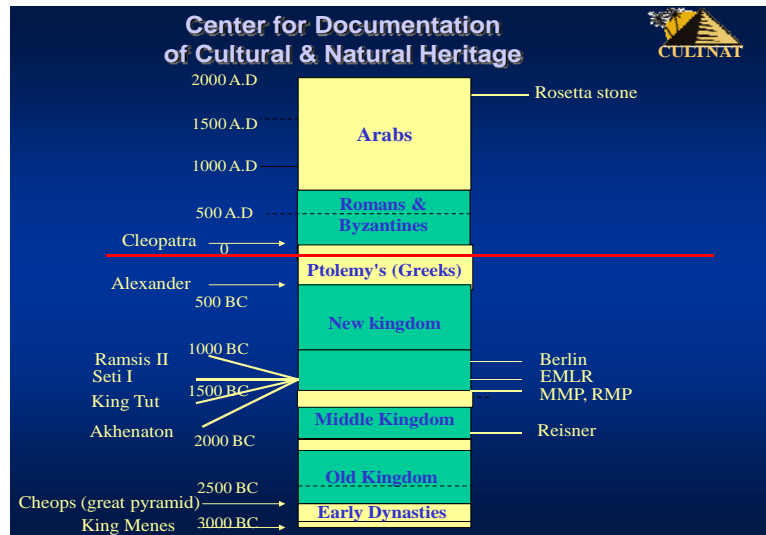 Center for Documentation
of Cultural & Natural Heritage
CULTNAT
2000 A.D
Rosetta stone
1500 A.D
Arabs
1000 A.D
Romans &
Byzantines
500 A.D
Cleopatra
0
Ptolemy's (Greeks)
Alexander
500 BC
New kingdom
1000 BC
Ramsis II
Berlin
Seti I
EMLR
1500 BC
MMP, RMP
King Tut
Middle Kingdom
Akhenaton
Reisner
2000 BC
Old Kingdom
2500 BC
Cheops (great pyramid)
Early Dynasties
King Menes
3000 BC